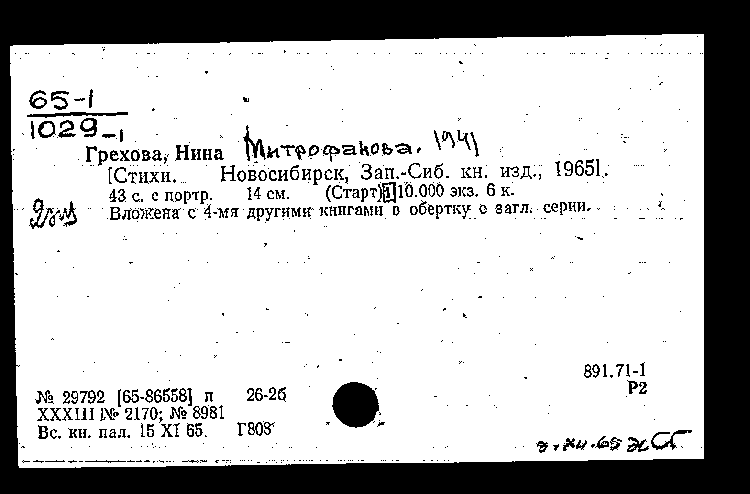 65-1
1029-1
Грехова, Нина Митрофановна. 1941
[Стихи. Новосибирск, Зап.-Сиб. кн. изд., 1965].
43 с. с портр. 14 см. (Старт) 1 10.000 экз. 6 к.
Вложена с 4-мя другими книгами в обертку с загл. серии.
891.71-1
Р2
№ 29792 [65-86558] п 26-2б
XXXIII № 2170; № 8981
Вс. кн. пал. 15 XI 65. Г808